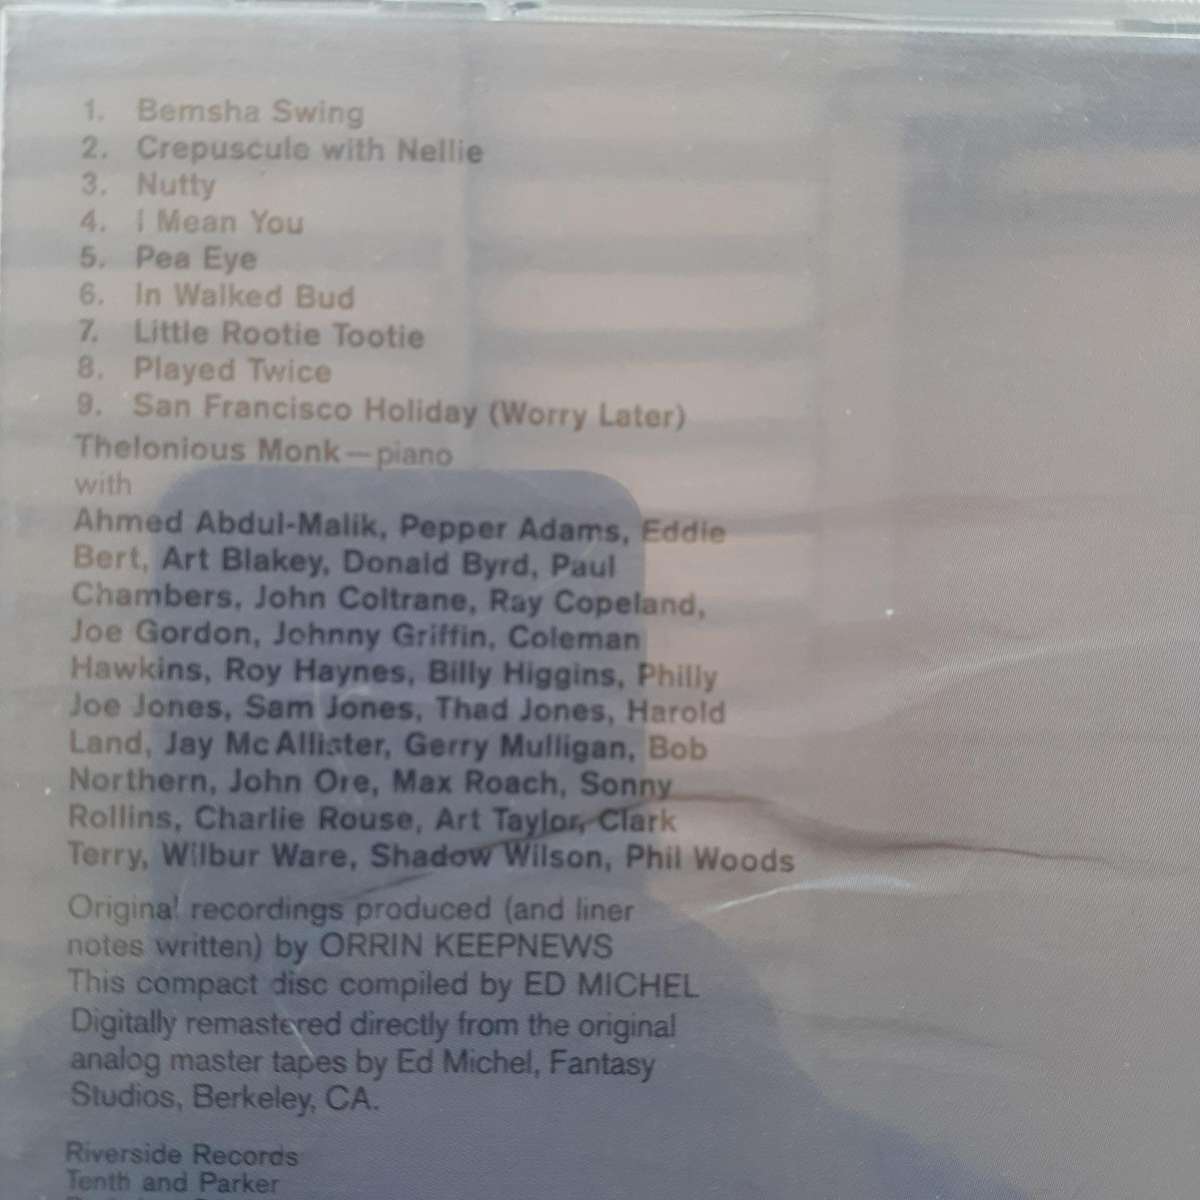 1. Bemsha Swing
2. Crepuscule with Nellie
3. Nutty
4. I Mean You
5. Pea Eye
6. In Walked Bud
7. Little Rootie Tootie
8. Played Twice
9. San Francisco Holiday (Worry Later)
Thelonious Monk—piano
with
Ahmed Abdul-Malik, Pepper Adams, Eddie
Bert, Art Blakey, Donald Byrd, Paul
Chambers, John Coltrane, Ray Copeland,
Joe Gordon, Johnny Griffin, Coleman
Hawkins, Roy Haynes, Billy Higgins, Philly
Joe Jones, Sam Jones, Thad Jones, Harold
Land, Jay McAllister, Gerry Mulligan, Bob
Northern, John Ore, Max Roach, Sonny
Rollins, Charlie Rouse, Art Taylor, Clark
Terry, Wilbur Ware, Shadow Wilson, Phil Woods
Original recordings produced (and liner
notes written) by ORRIN KEEPNEWS
This compact disc compiled by ED MICHEL
Digitally remastered directly from the original
analog master tapes by Ed Michel, Fantasy
Studios, Berkeley, CA.
Riverside Records
Tenth and Parker